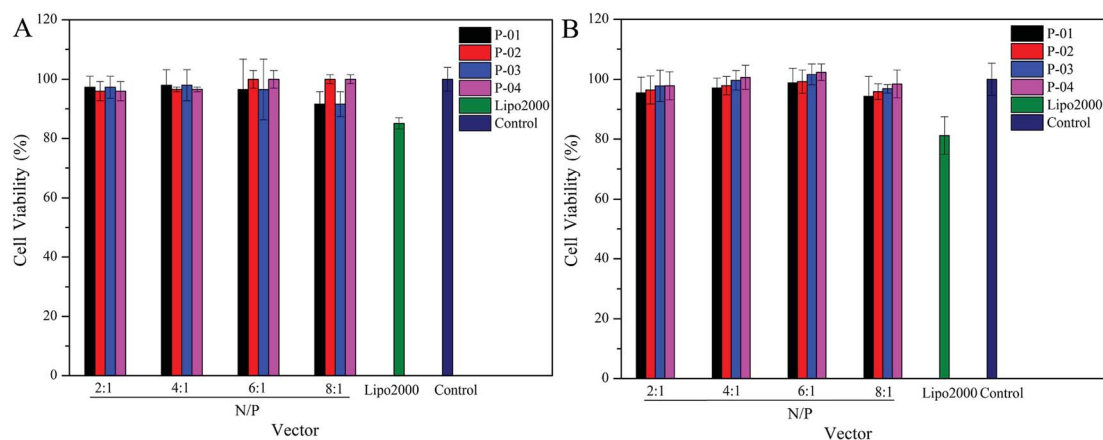 A
120
100
80
60
40
20
0
Cell Viability (%)
P-01
P-02
P-03
P-04
Lipo2000
Control
2:1 4:1 6:1 8:1 Lipo2000 Control
N/P
Vector
B
120
100
80
60
40
20
0
Cell Viability (%)
P-01
P-02
P-03
P-04
Lipo2000
Control
2:1 4:1 6:1 8:1 Lipo2000 Control
N/P
Vector